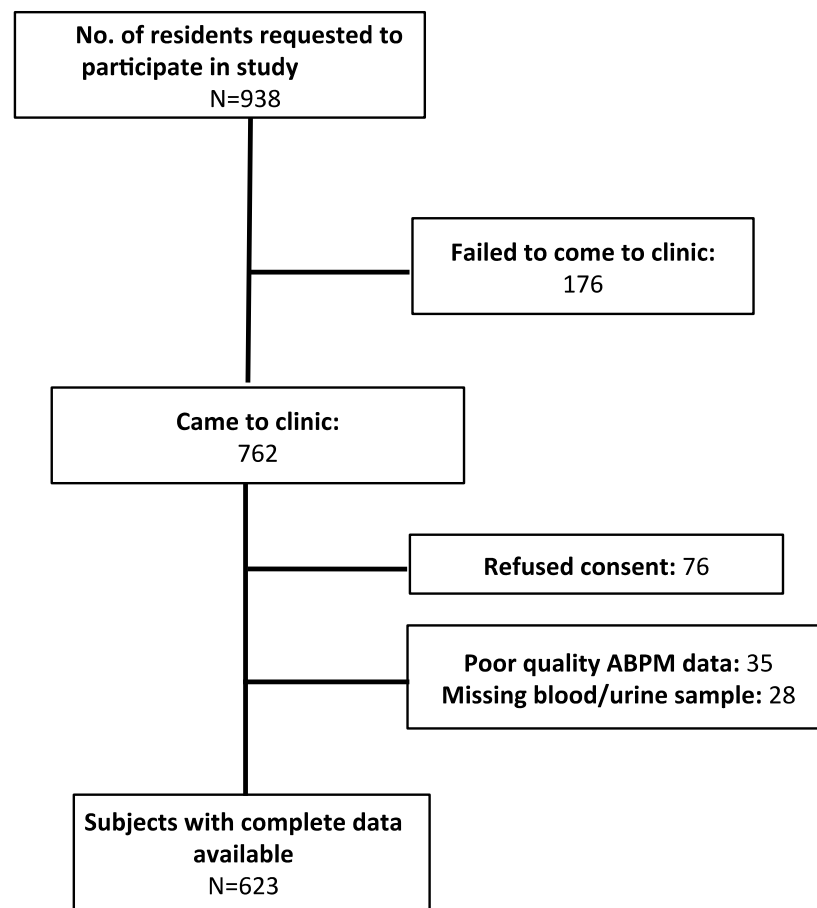 No. of residents requested to
participate in study
N=938
Failed to come to clinic:
176
Came to clinic:
762
Refused consent: 76
Poor quality ABPM data: 35
Missing blood/urine sample: 28
Subjects with complete data
available
N=623